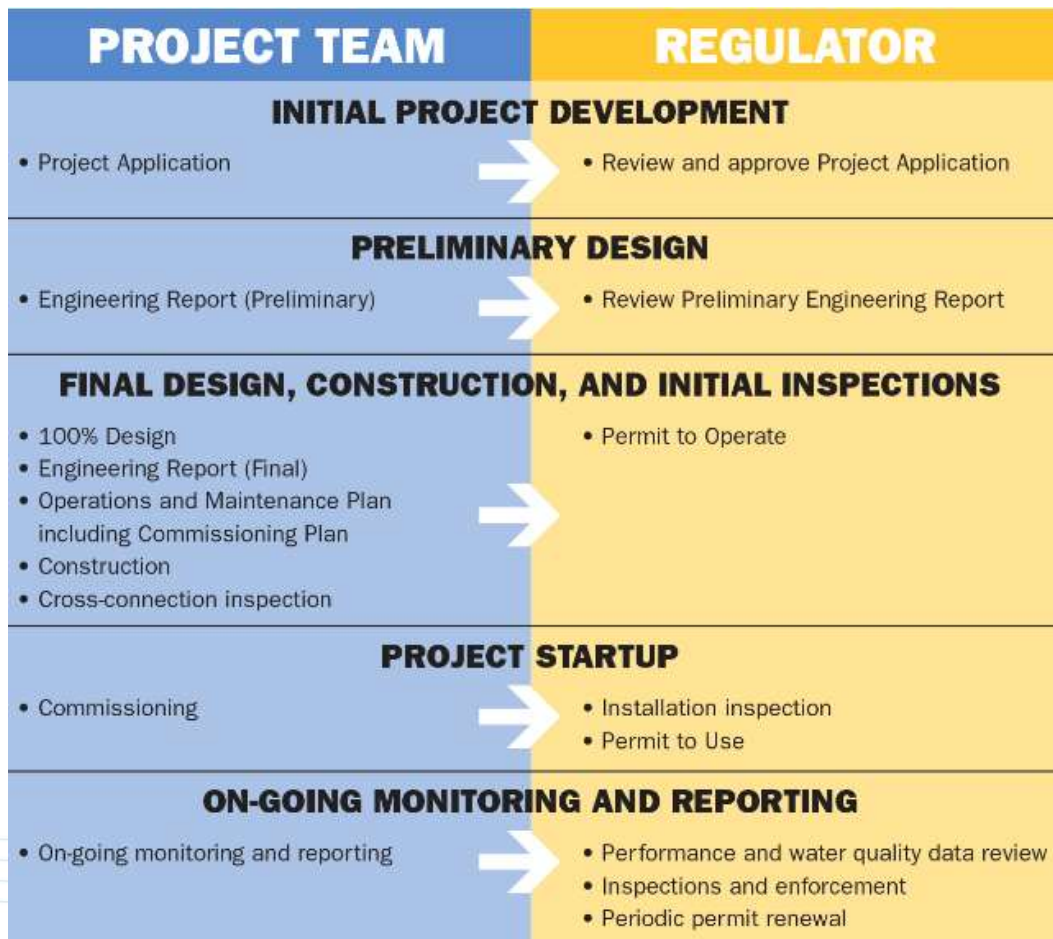 PROJECT TEAM
REGULATOR
INITIAL PROJECT DEVELOPMENT
• Project Application
• Review and approve Project Application
PRELIMINARY DESIGN
• Engineering Report (Preliminary)
• Review Preliminary Engineering Report
FINAL DESIGN, CONSTRUCTION, AND INITIAL INSPECTIONS
• 100% Design
• Engineering Report (Final)
• Operations and Maintenance Plan
including Commissioning Plan
• Construction
• Cross-connection inspection
• Permit to Operate
PROJECT STARTUP
• Commissioning
• Installation inspection
• Permit to Use
ON-GOING MONITORING AND REPORTING
• On-going monitoring and reporting
• Performance and water quality data review
• Inspections and enforcement
• Periodic permit renewal